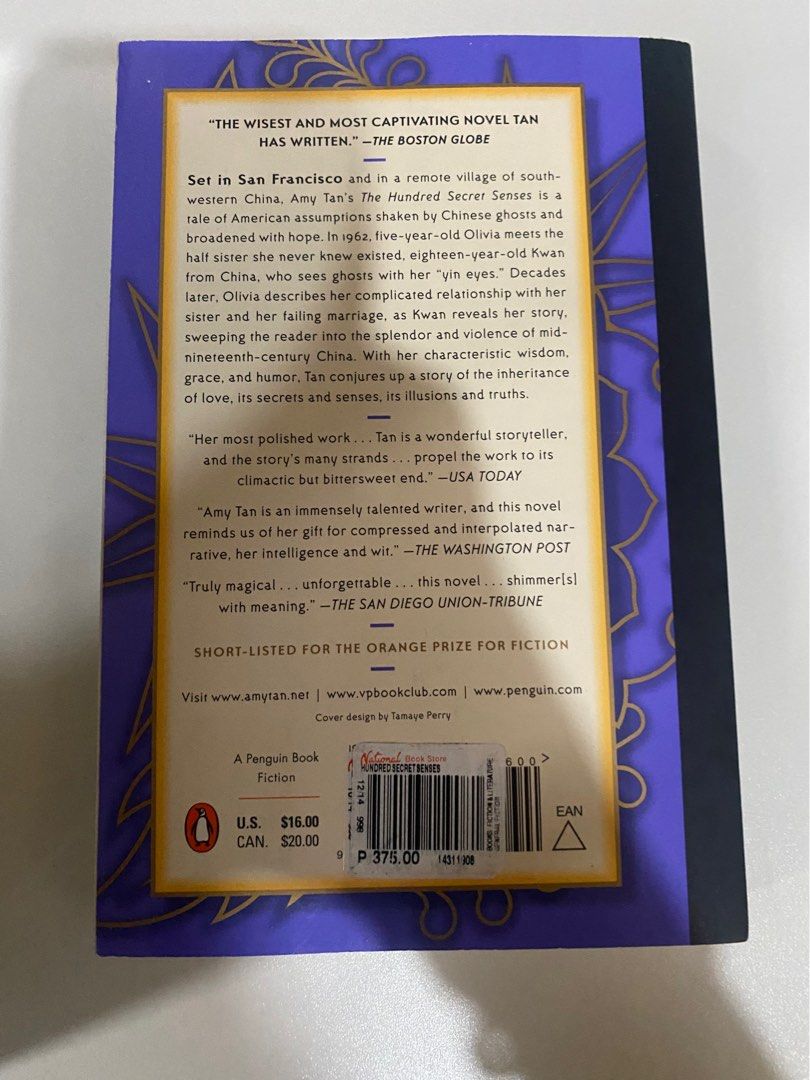 “THE WISEST AND MOST CAPTIVATING NOVEL TAN
HAS WRITTEN.” —THE BOSTON GLOBE
Set in San Francisco and in a remote village of south-
western China, Amy Tan’s The Hundred Secret Senses is a
tale of American assumptions shaken by Chinese ghosts and
broadened with hope. In 1962, five-year-old Olivia meets the
half sister she never knew existed, eighteen-year-old Kwan
from China, who sees ghosts with her “yin eyes.” Decades
later, Olivia describes her complicated relationship with her
sister and her failing marriage, as Kwan reveals her story,
sweeping the reader into the splendor and violence of mid-
nineteenth-century China. With her characteristic wisdom,
grace, and humor, Tan conjures up a story of the inheritance
of love, its secrets and senses, its illusions and truths.
“Her most polished work . . . Tan is a wonderful storyteller,
and the story’s many strands . . . propel the work to its
climactic but bittersweet end.” —USA TODAY
“Amy Tan is an immensely talented writer, and this novel
reminds us of her gift for compressed and interpolated nar-
rative, her intelligence and wit.” —THE WASHINGTON POST
“Truly magical . . . unforgettable . . . this novel . . . shimmer[s]
with meaning.” —THE SAN DIEGO UNION-TRIBUNE
SHORT-LISTED FOR THE ORANGE PRIZE FOR FICTION
Visit www.amytan.net | www.vpbookclub.com | www.penguin.com
Cover design by Tamaye Perry
A Penguin Book
Fiction
U.S. $16.00
CAN. $20.00
National Book Store
HUNDRED SECRET SENSES
12/14 998
BOOKS FICTION & LITERATURE
GENERAL FICTION
P 375.00 14311908
9
600>
EAN